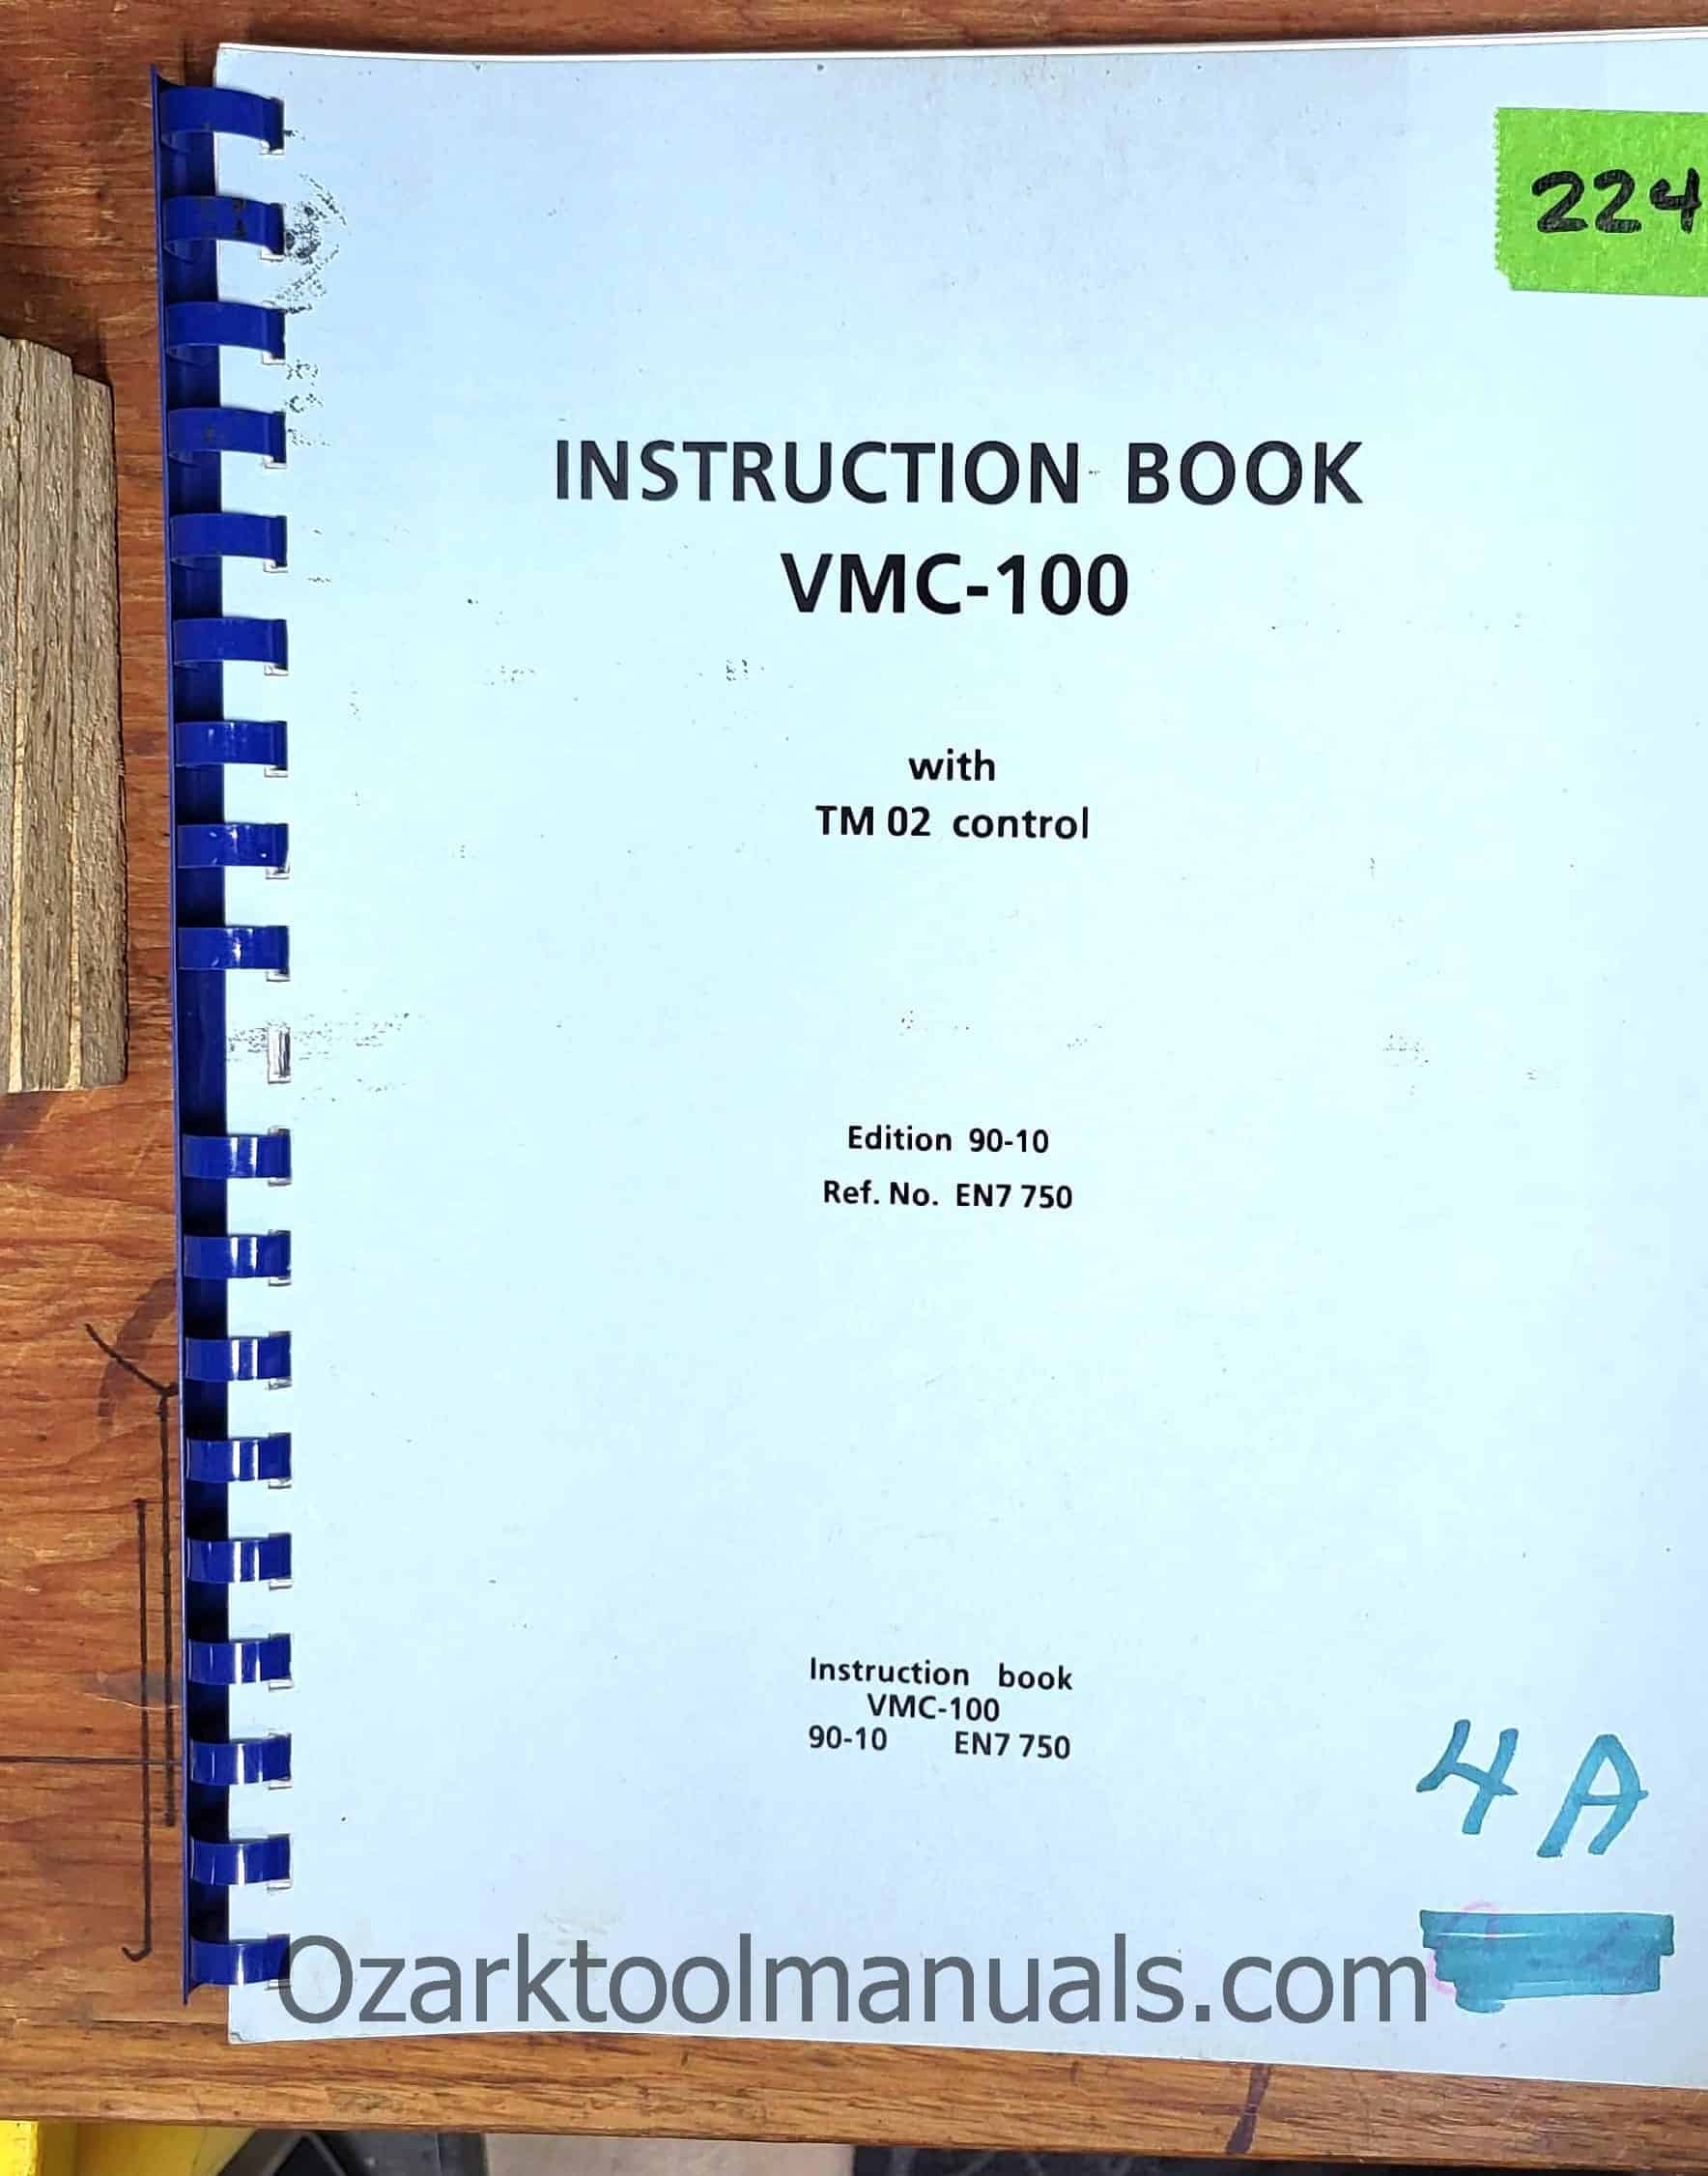 224
INSTRUCTION BOOK
VMC-100
with
TM 02 control
Edition 90-10
Ref. No. EN7 750
Instruction book
VMC-100
90-10 EN7 750
4A
Ozarktoolmanuals.com